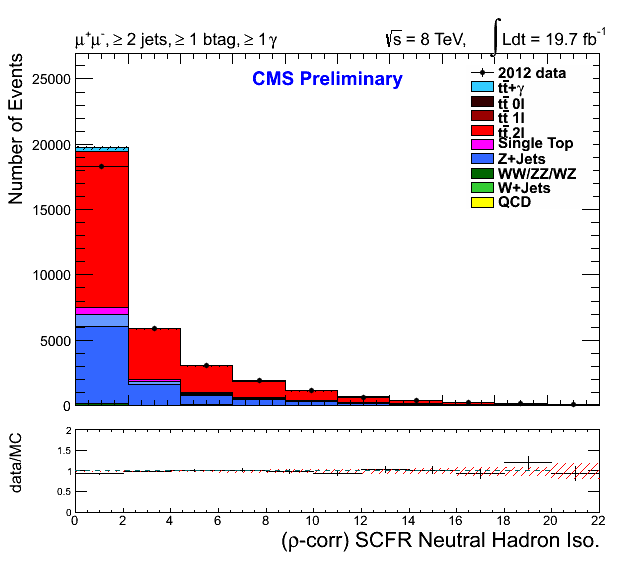 μ⁺μ⁻, ≥ 2 jets, ≥ 1 btag, ≥ 1 γ
√s = 8 TeV, ∫Ldt = 19.7 fb⁻¹
CMS Preliminary
2012 data
tt̄+γ
tt̄ 0l
tt̄ 1l
tt̄ 2l
Single Top
Z+Jets
WW/ZZ/WZ
W+Jets
QCD
Number of Events
25000
20000
15000
10000
5000
0
data/MC
2
1.5
1
0.5
0
0 2 4 6 8 10 12 14 16 18 20 22
(ρ-corr) SCFR Neutral Hadron Iso.